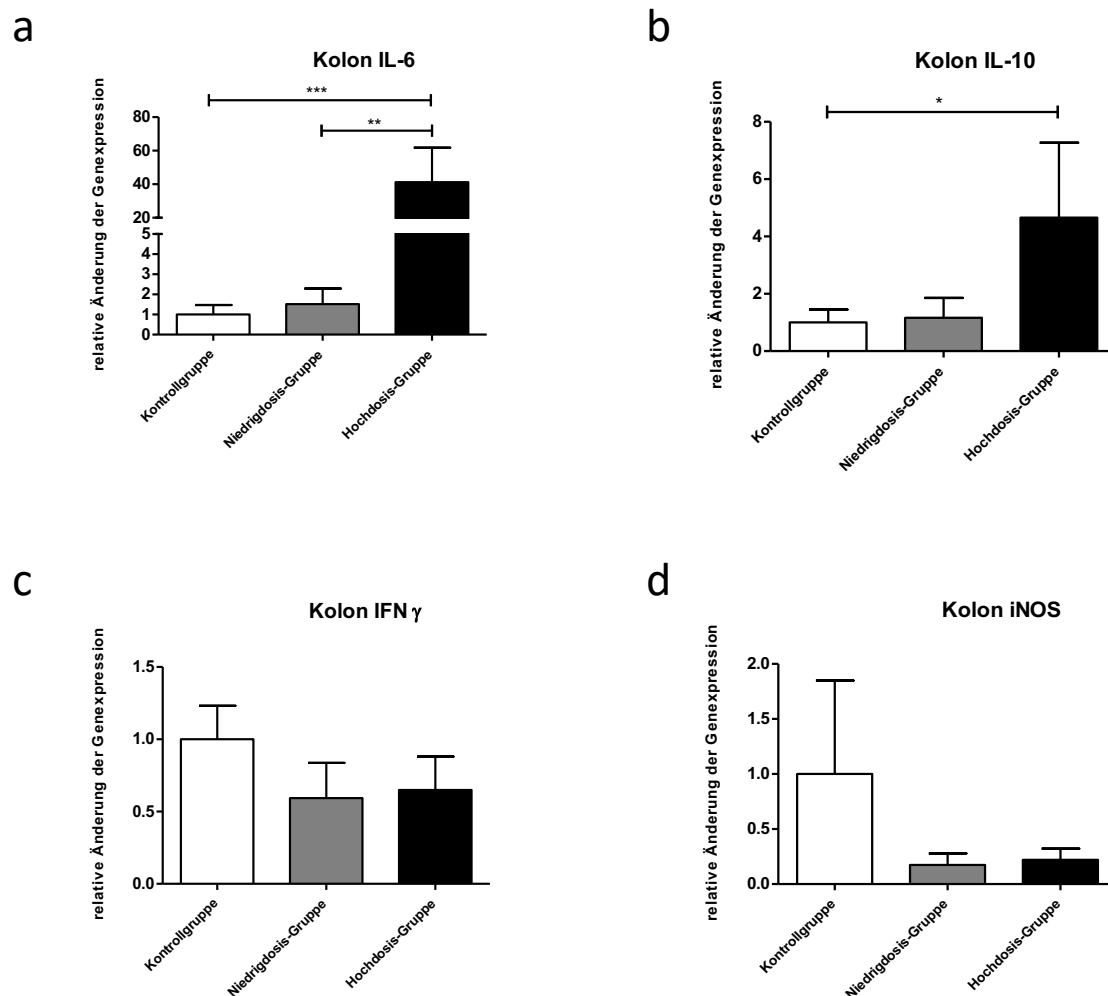 a
Kolon IL-6
***
**
relative Änderung der Genexpression
80
60
40
20
5
4
3
2
1
0
Kontrollgruppe
Niedrigdosis-Gruppe
Hochdosis-Gruppe
b
Kolon IL-10
*
relative Änderung der Genexpression
8
6
4
2
0
Kontrollgruppe
Niedrigdosis-Gruppe
Hochdosis-Gruppe
c
Kolon IFN γ
relative Änderung der Genexpression
1.5
1.0
0.5
0.0
Kontrollgruppe
Niedrigdosis-Gruppe
Hochdosis-Gruppe
d
Kolon iNOS
relative Änderung der Genexpression
2.0
1.5
1.0
0.5
0.0
Kontrollgruppe
Niedrigdosis-Gruppe
Hochdosis-Gruppe